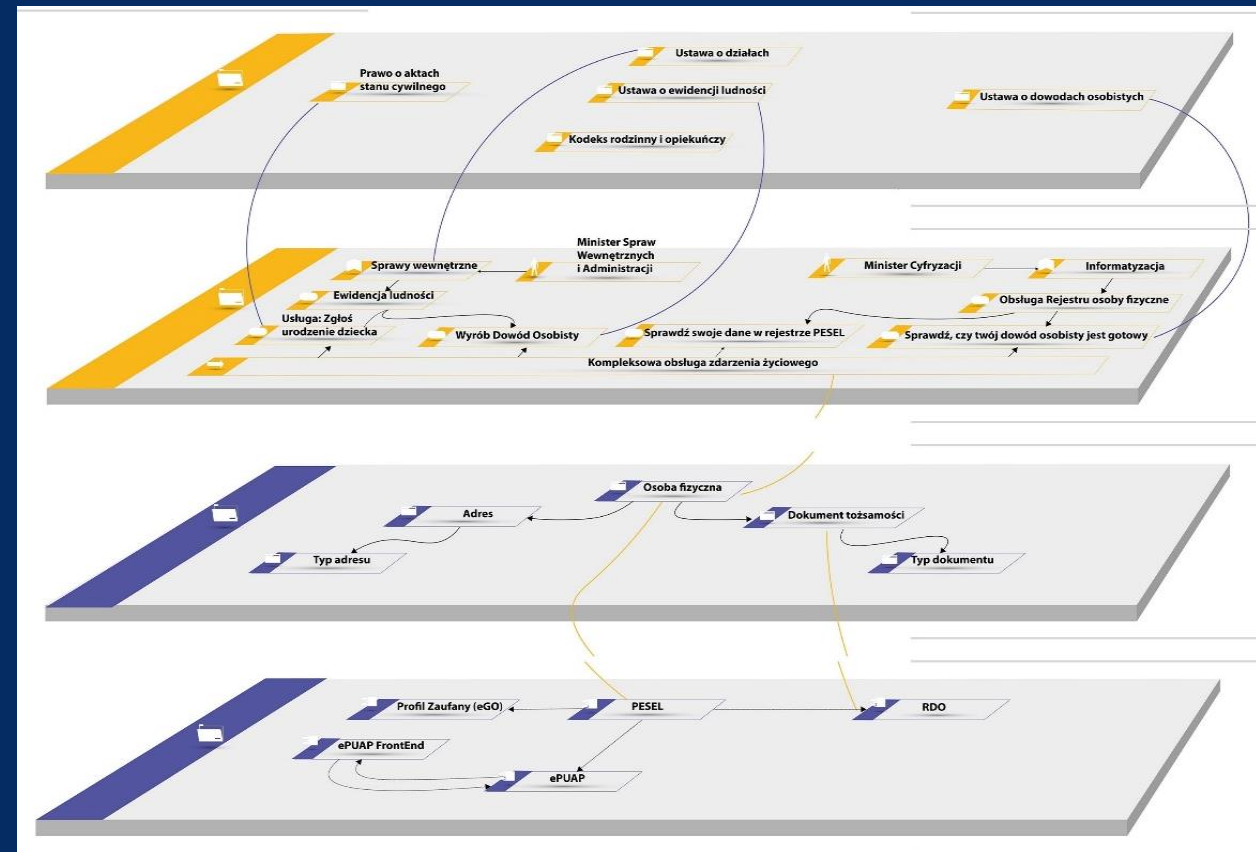 Ustawa o działach
Prawo o aktach
stanu cywilnego
Ustawa o ewidencji ludności
Ustawa o dowodach osobistych
Kodeks rodzinny i opiekuńczy
Minister Spraw
Wewnętrznych
i Administracji
Sprawy wewnętrzne
Minister Cyfryzacji
Informatyzacja
Ewidencja ludności
Obsługa Rejestru osoby fizyczne
Usługa: Zgłoś
urodzenie dziecka
Wyrób Dowód Osobisty
Sprawdź swoje dane w rejestrze PESEL
Sprawdź, czy twój dowód osobisty jest gotowy
Kompleksowa obsługa zdarzenia życiowego
Osoba fizyczna
Adres
Dokument tożsamości
Typ adresu
Typ dokumentu
Profil Zaufany (eGO)
PESEL
RDO
ePUAP FrontEnd
ePUAP